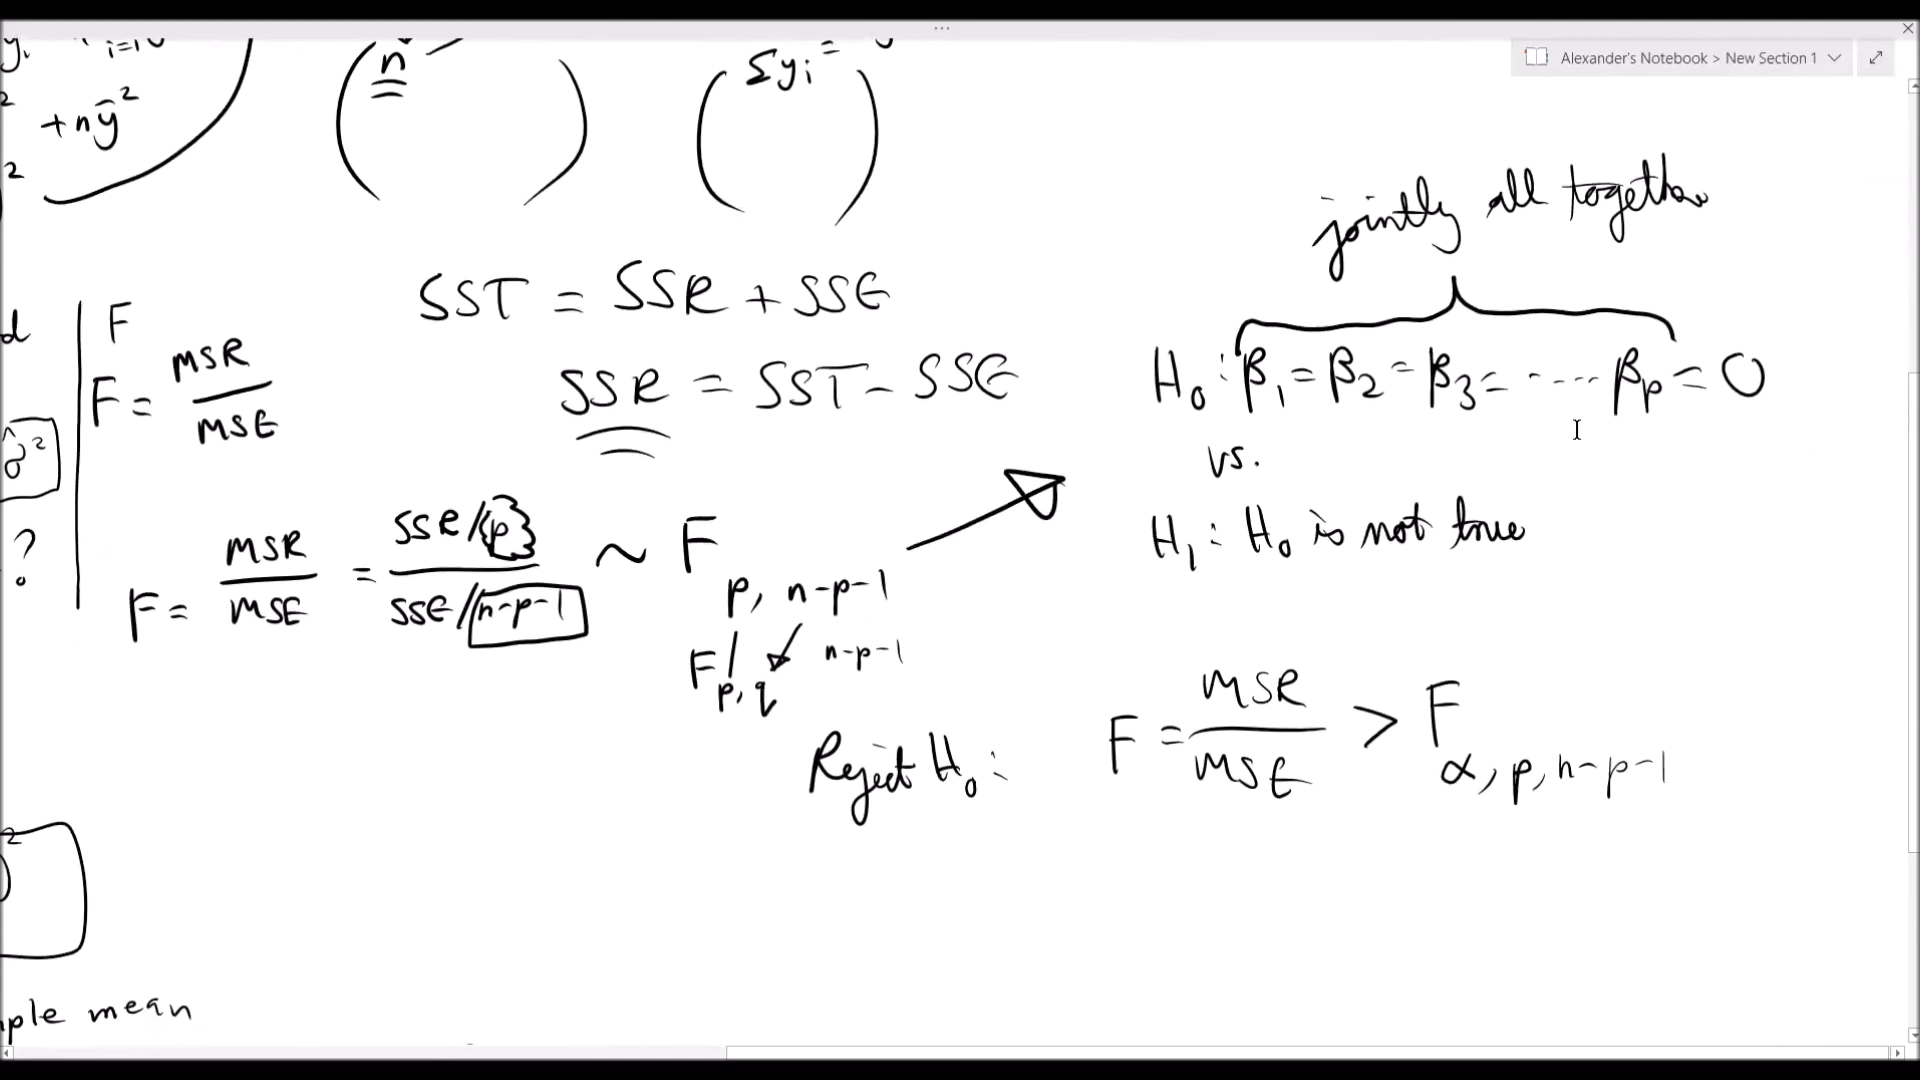 Alexander's Notebook > New Section 1
+ nȳ²
n
Σyᵢ =
jointly all together
SST = SSR + SSE
SSR = SST - SSE
F
F = MSR / MSE
σ̂²
?
H₀ : β₁ = β₂ = β₃ = ..... βₚ = 0
vs.
H₁ : H₀ is not true
F = MSR / MSE = SSR/(p) / SSE/(n-p-1 ~ F p, n-p-1
F p, q n-p-1
Reject H₀ : F = MSR / MSE > F α, p, n-p-1
2
mean